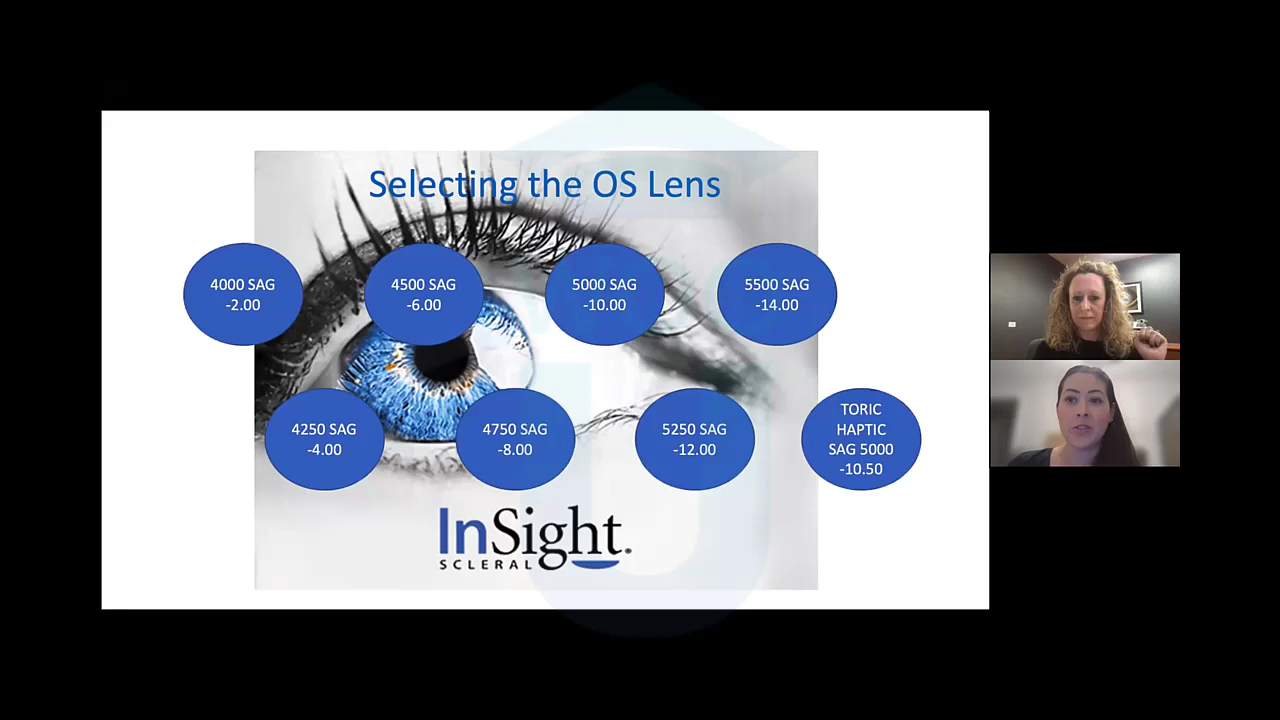 Selecting the OS Lens
4000 SAG
-2.00
4500 SAG
-6.00
5000 SAG
-10.00
5500 SAG
-14.00
4250 SAG
-4.00
4750 SAG
-8.00
5250 SAG
-12.00
TORIC
HAPTIC
SAG 5000
-10.50
InSight®
SCLERAL